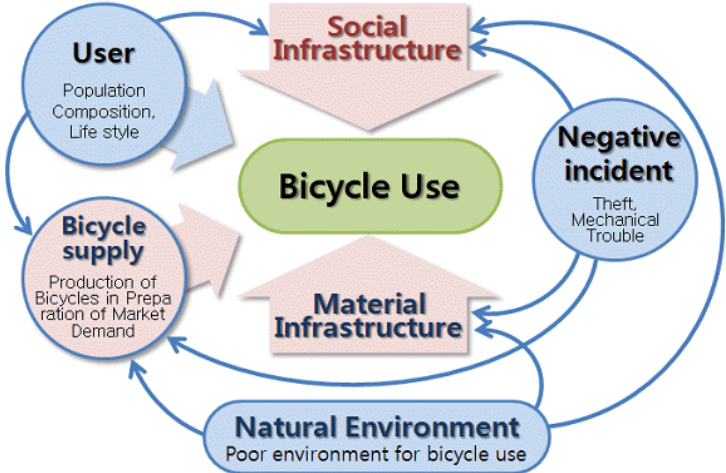 User
Population
Composition,
Life style
Social
Infrastructure
Negative
incident
Theft,
Mechanical
Trouble
Bicycle Use
Bicycle
supply
Production of
Bicycles in Prepa
ration of Market
Demand
Material
Infrastructure
Natural Environment
Poor environment for bicycle use